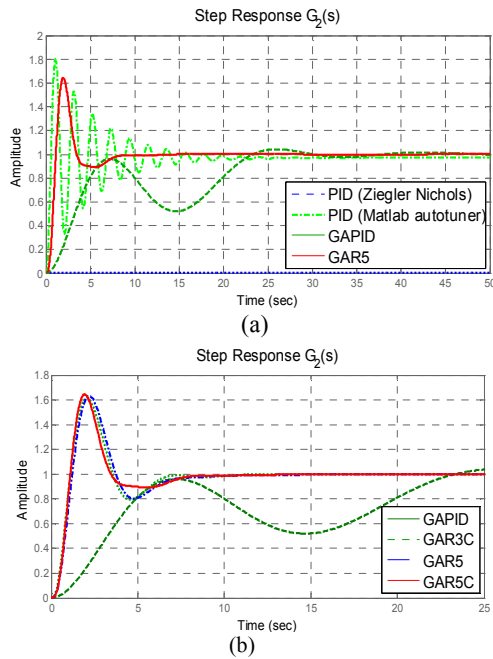 Step Response G2(s)
2
1.8
1.6
1.4
1.2
1
0.8
0.6
0.4
0.2
0
Amplitude
PID (Ziegler Nichols)
PID (Matlab autotuner)
GAPID
GAR5
0 5 10 15 20 25 30 35 40 45 50
Time (sec)
(a)
Step Response G2(s)
1.8
1.6
1.4
1.2
1
0.8
0.6
0.4
0.2
0
Amplitude
GAPID
GAR3C
GAR5
GAR5C
0 5 10 15 20 25
Time (sec)
(b)